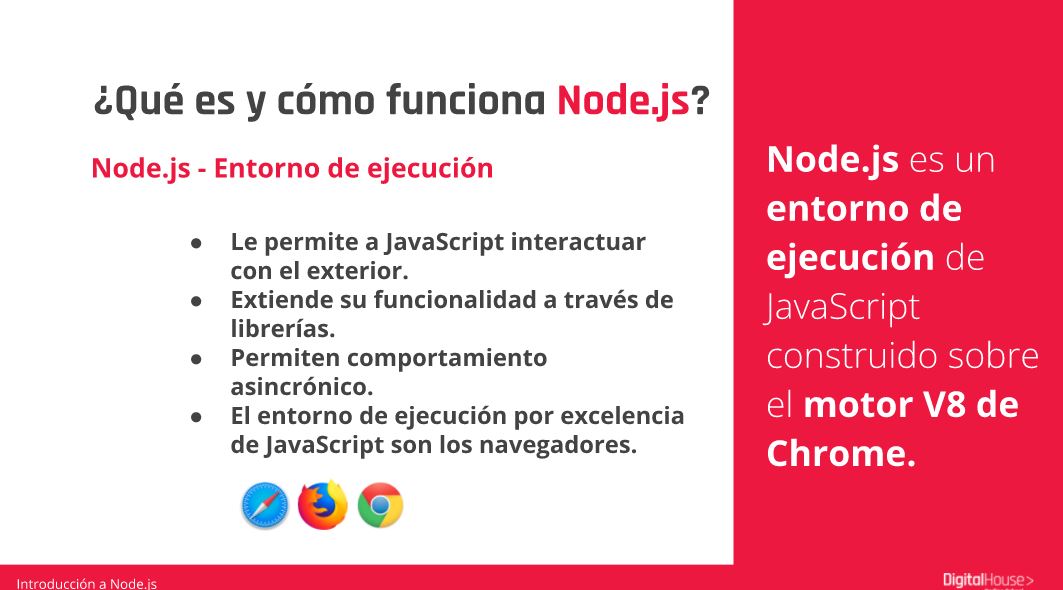 ¿Qué es y cómo funciona Node.js?
Node.js - Entorno de ejecución
● Le permite a JavaScript interactuar
con el exterior.
● Extiende su funcionalidad a través de
librerías.
● Permiten comportamiento
asincrónico.
● El entorno de ejecución por excelencia
de JavaScript son los navegadores.
Node.js es un
entorno de
ejecución de
JavaScript
construido sobre
el motor V8 de
Chrome.
Introducción a Node.js
DigitalHouse>